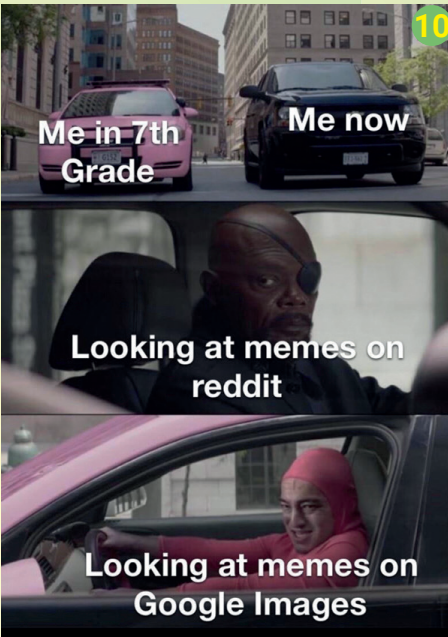 10
Me in 7th
Grade
Me now
Looking at memes on
reddit
Looking at memes on
Google Images